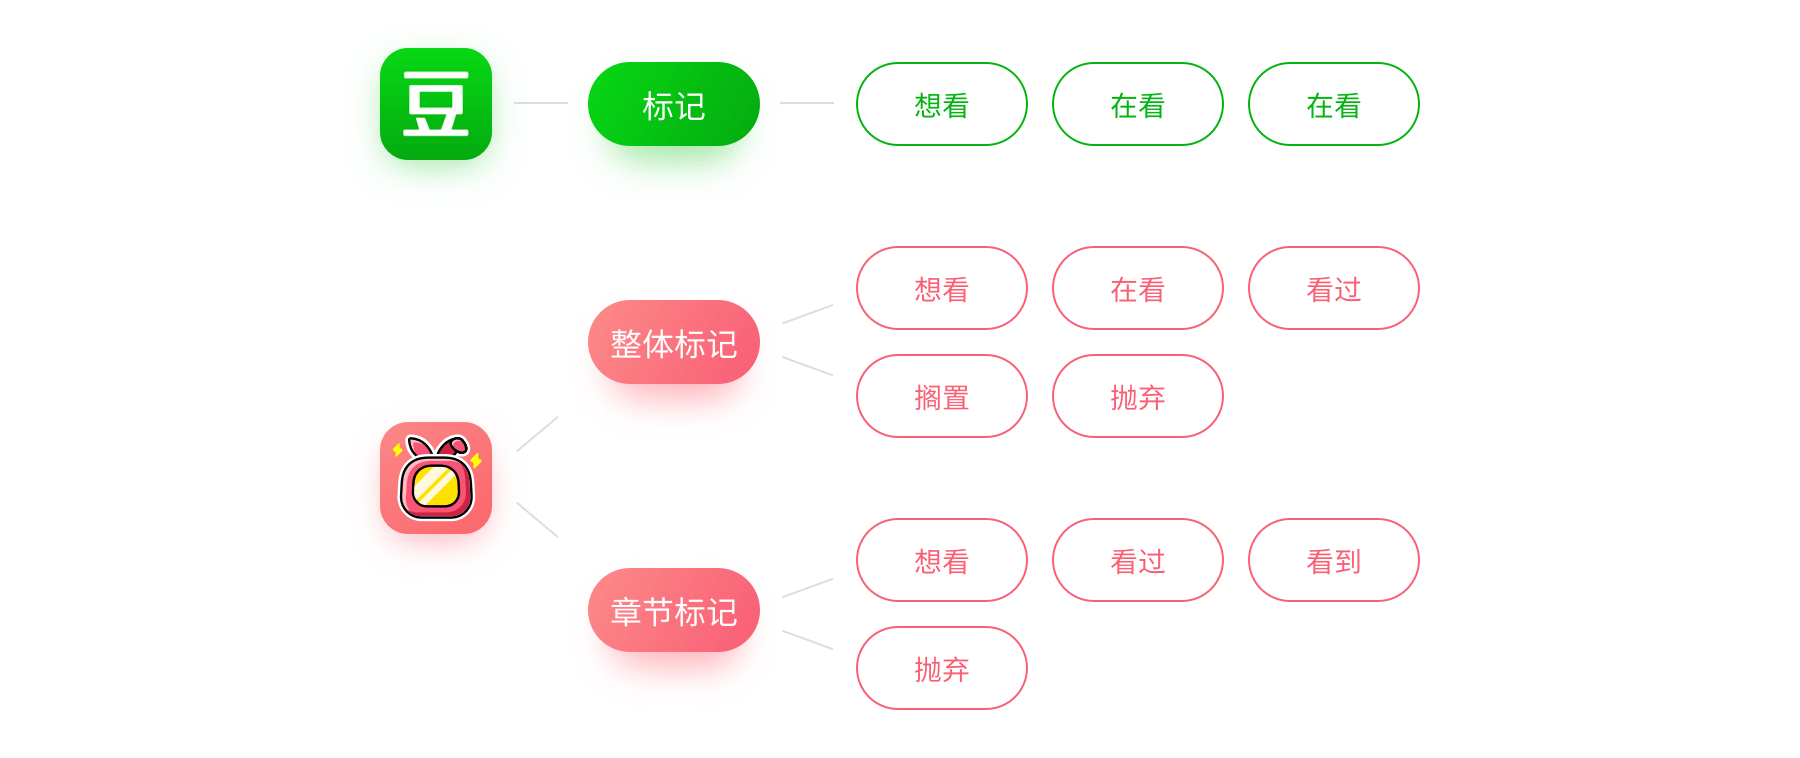 豆 标记 想看 在看 在看
想看 在看 看过
整体标记
搁置 抛弃
想看 看过 看到
章节标记
抛弃